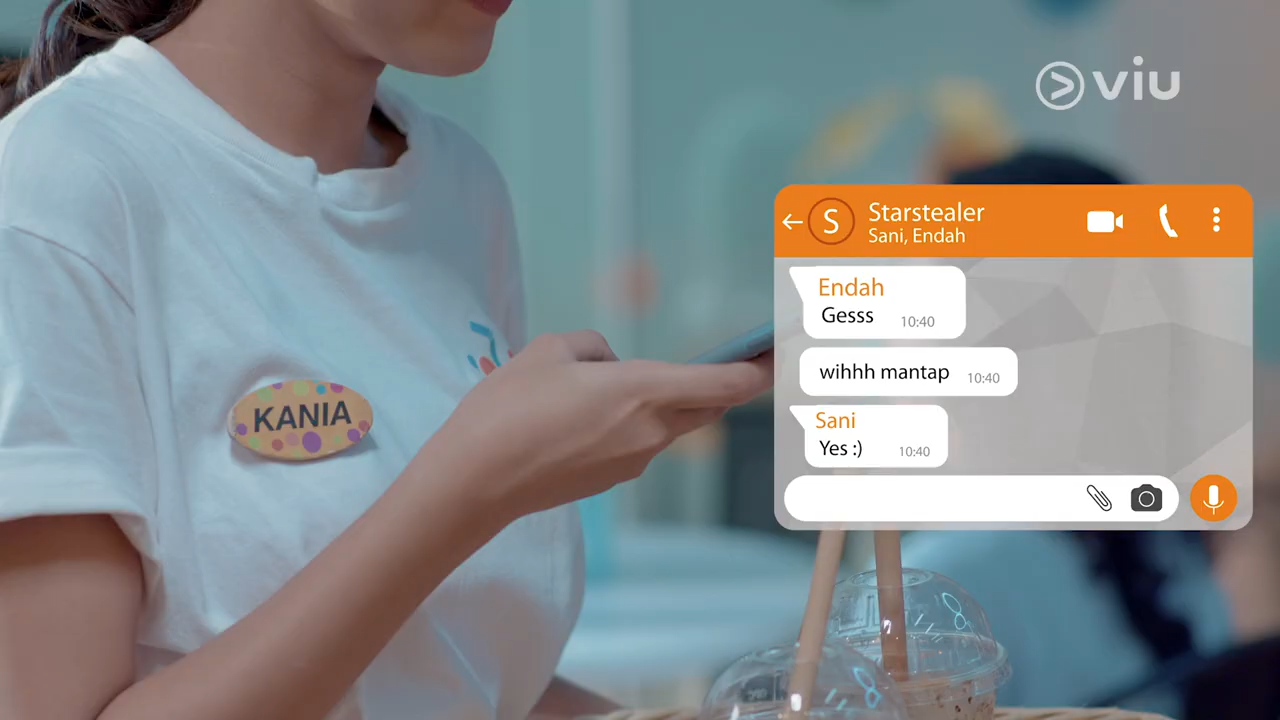 viu
S
Starstealer
Sani, Endah
Endah
Gesss 10:40
wihhh mantap 10:40
Sani
Yes :) 10:40
KANIA